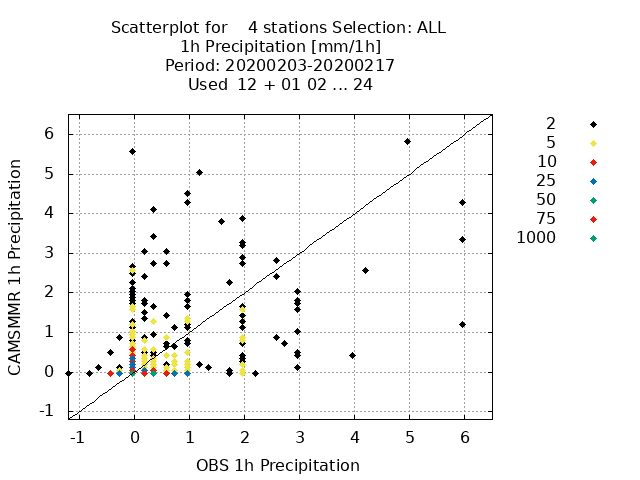 Scatterplot for    4 stations Selection: ALL
1h Precipitation [mm/1h]
Period: 20200203-20200217
Used  12 + 01 02 ... 24
2
5
10
25
50
75
1000
CAMSMMR 1h Precipitation
6
5
4
3
2
1
0
-1
-1 0 1 2 3 4 5 6
OBS 1h Precipitation